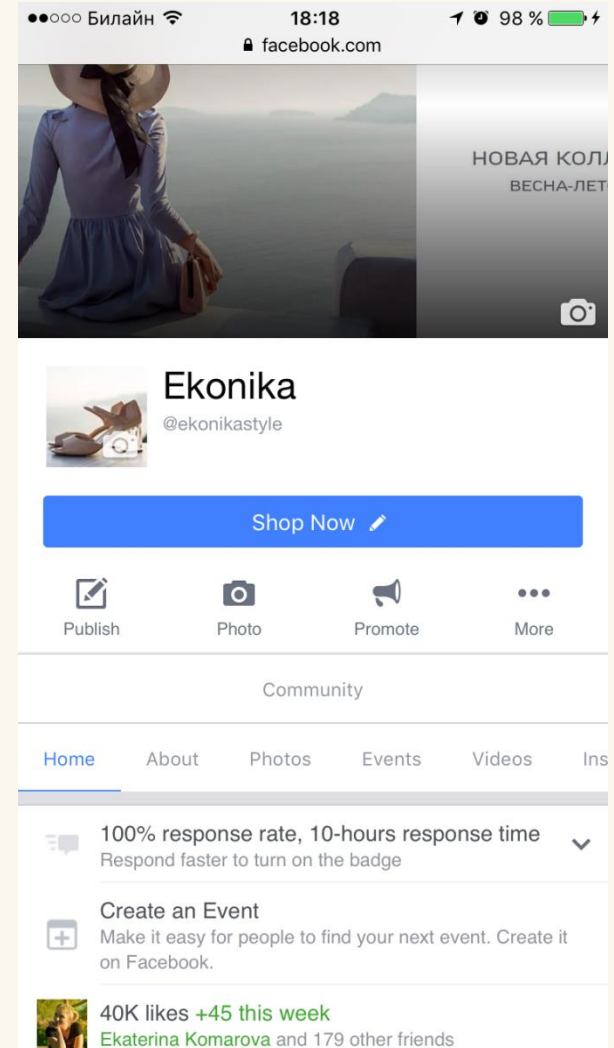 Билайн 18:18 98 %
facebook.com
НОВАЯ КОЛЛ
ВЕСНА-ЛЕТ
Ekonika
@ekonikastyle
Shop Now
Publish Photo Promote More
Community
Home About Photos Events Videos Ins
100% response rate, 10-hours response time
Respond faster to turn on the badge
Create an Event
Make it easy for people to find your next event. Create it
on Facebook.
40K likes +45 this week
Ekaterina Komarova and 179 other friends